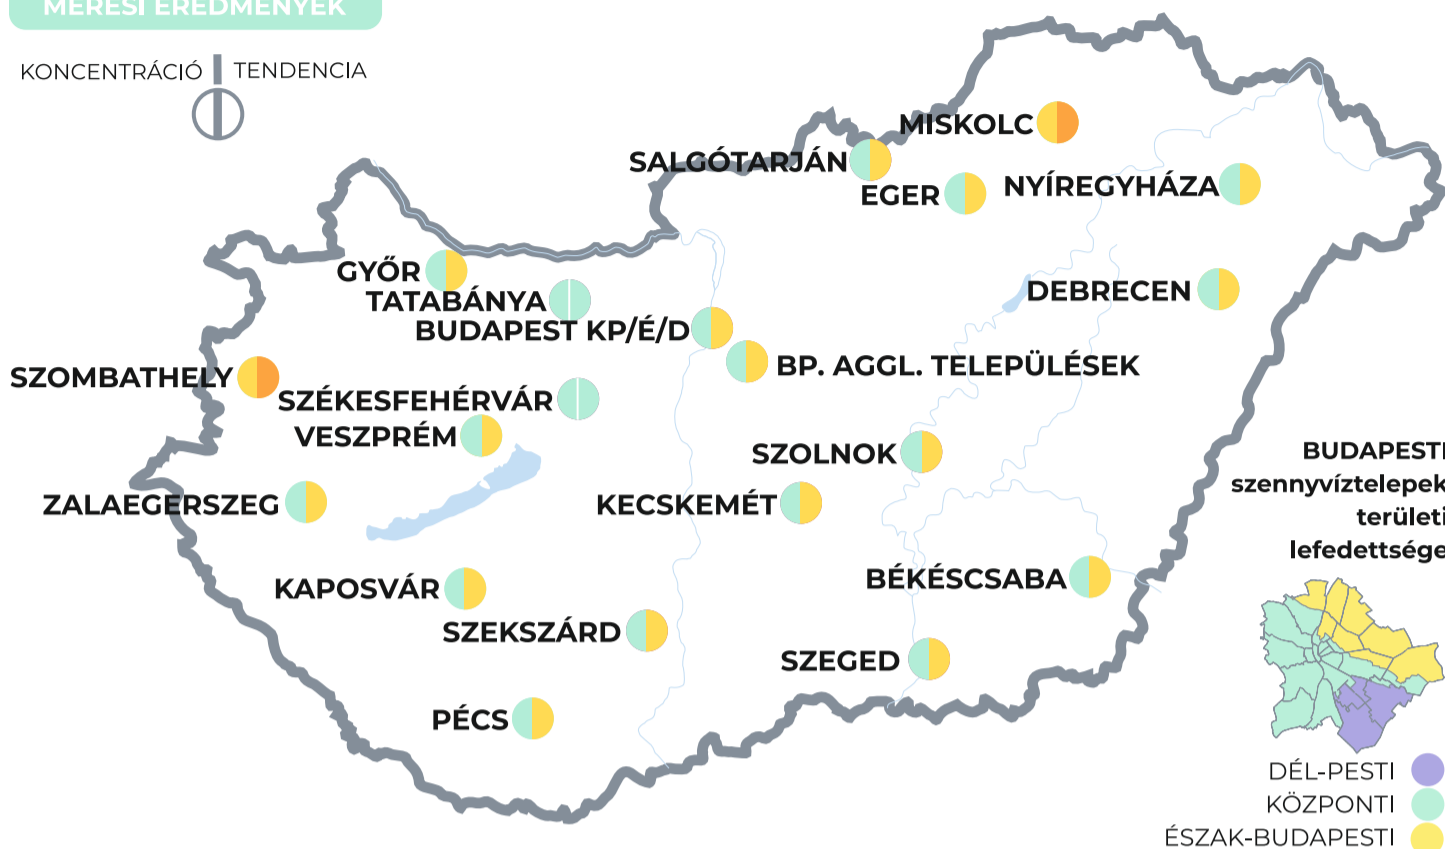 MÉRÉSI EREDMÉNYEK
KONCENTRÁCIÓ TENDENCIA
MISKOLC
SALGÓTARJÁN
EGER
NYÍREGYHÁZA
GYŐR
TATABÁNYA
DEBRECEN
BUDAPEST KP/É/D
BP. AGGL. TELEPÜLÉSEK
SZOMBATHELY
SZÉKESFEHÉRVÁR
VESZPRÉM
SZOLNOK
ZALAEGERSZEG
KECSKEMÉT
BÉKÉSCSABA
KAPOSVÁR
SZEKSZÁRD
SZEGED
PÉCS
BUDAPESTI
szennyvíztelepek
területi
lefedettsége
DÉL-PESTI
KÖZPONTI
ÉSZAK-BUDAPESTI